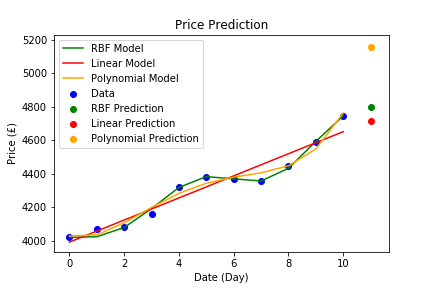 Price Prediction
5200
5000
4800
4600
4400
4200
4000
Price (£)
RBF Model
Linear Model
Polynomial Model
Data
RBF Prediction
Linear Prediction
Polynomial Prediction
0 2 4 6 8 10
Date (Day)